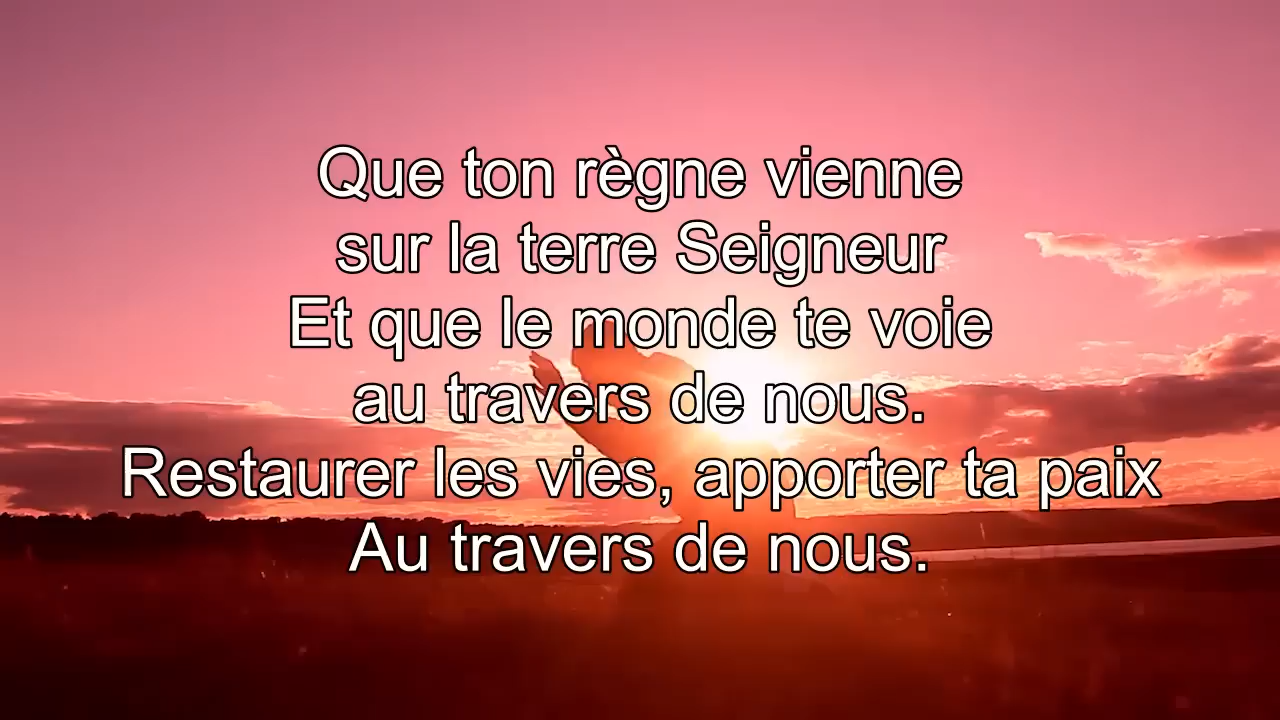 Que ton règne vienne
sur la terre Seigneur
Et que le monde te voie
au travers de nous.
Restaurer les vies, apporter ta paix
Au travers de nous.